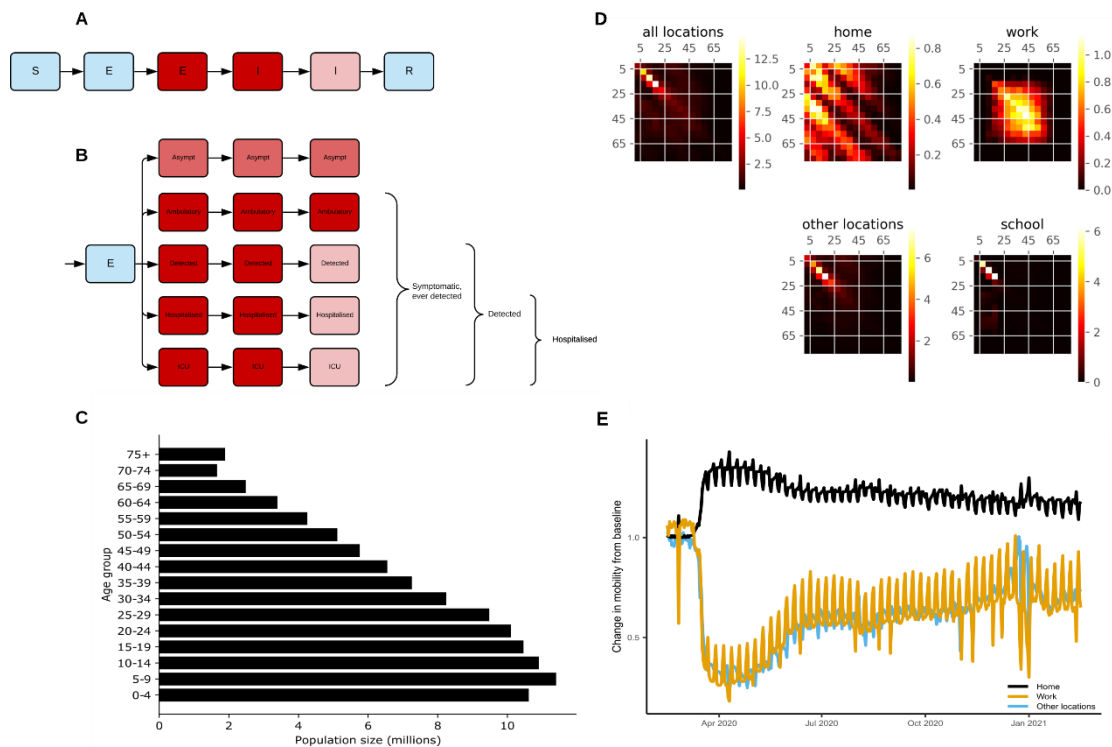 A
S
E
E
I
I
R
B
Asympt
Asympt
Asympt
Ambulatory
Ambulatory
Ambulatory
E
Detected
Detected
Detected
Hospitalised
Hospitalised
Hospitalised
ICU
ICU
ICU
Symptomatic,
ever detected
Detected
Hospitalised
C
Age group
75+
70-74
65-69
60-64
55-59
50-54
45-49
40-44
35-39
30-34
25-29
20-24
15-19
10-14
5-9
0-4
0
2
4
6
8
10
Population size (millions)
D
all locations
5 25 45 65
5
25
45
65
12.5
10.0
7.5
5.0
2.5
home
5 25 45 65
5
25
45
65
0.8
0.6
0.4
0.2
0.0
work
5 25 45 65
5
25
45
65
1.0
0.8
0.6
0.4
0.2
0.0
other locations
5 25 45 65
5
25
45
65
6
4
2
school
5 25 45 65
5
25
45
65
6
5
4
3
2
1
0
E
Change in mobility from baseline
1.0
0.5
Apr 2020
Jul 2020
Oct 2020
Jan 2021
Home
Work
Other locations